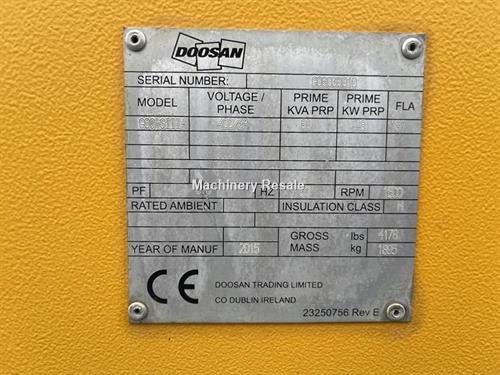 DOOSAN
SERIAL NUMBER:
MODEL VOLTAGE / PHASE PRIME KVA PRP PRIME KW PRP FLA
PF HZ RPM 1500
Machinery Resale
RATED AMBIENT INSULATION CLASS H
GROSS MASS lbs 4178
YEAR OF MANUF 2015 kg 1895
CE
DOOSAN TRADING LIMITED
CO DUBLIN IRELAND
23250756 Rev E